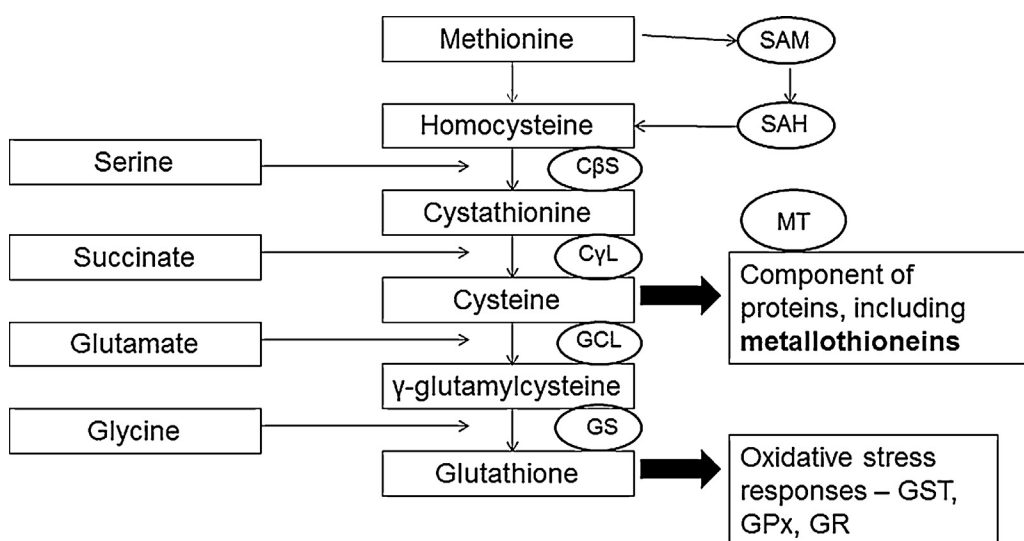 Methionine
SAM
Homocysteine
SAH
Serine
CβS
Cystathionine
MT
Succinate
CγL
Component of
proteins, including
metallothioneins
Cysteine
Glutamate
GCL
γ-glutamylcysteine
Glycine
GS
Glutathione
Oxidative stress
responses – GST,
GPx, GR